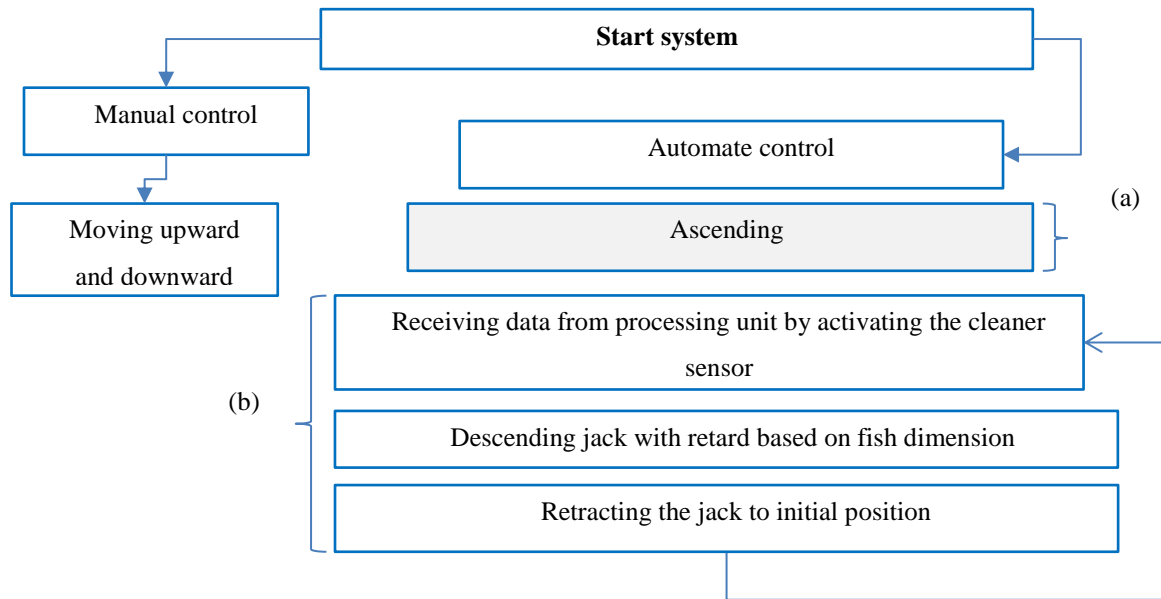 Start system
Manual control
Moving upward
and downward
Automate control
(a)
Ascending
Receiving data from processing unit by activating the cleaner
sensor
(b)
Descending jack with retard based on fish dimension
Retracting the jack to initial position